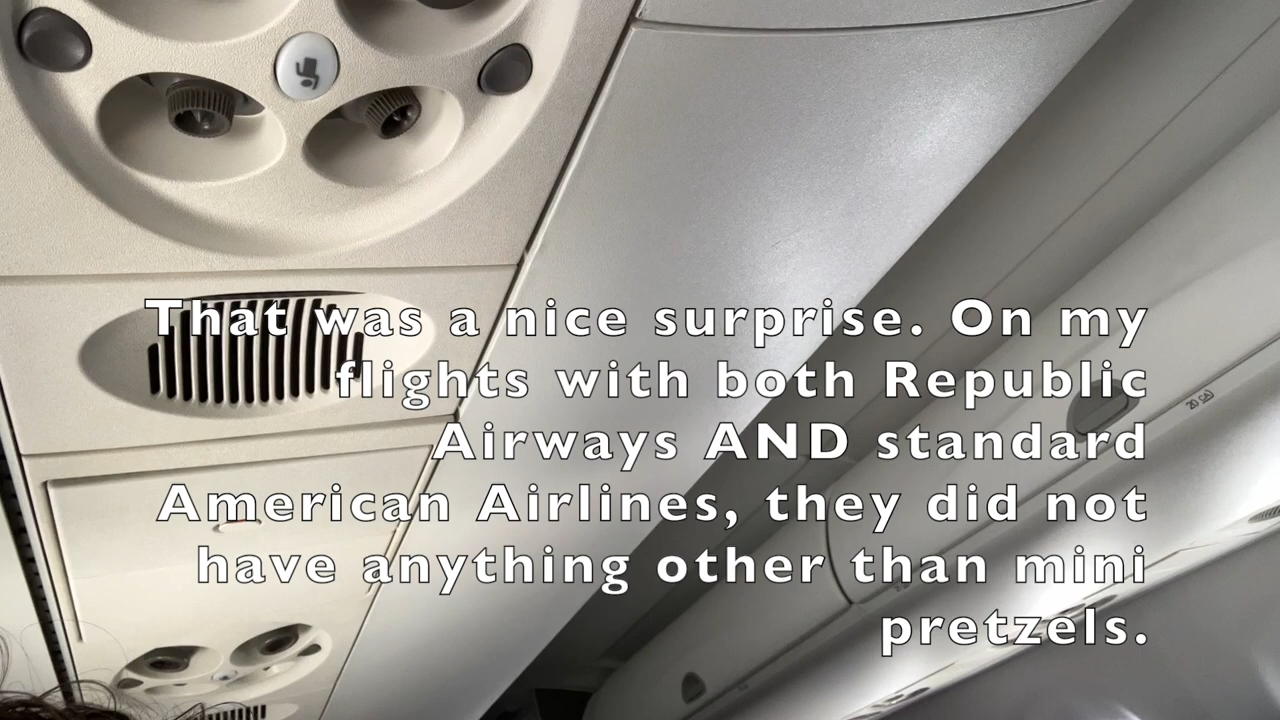 That was a nice surprise. On my
flights with both Republic
Airways AND standard
American Airlines, they did not
have anything other than mini
pretzels.